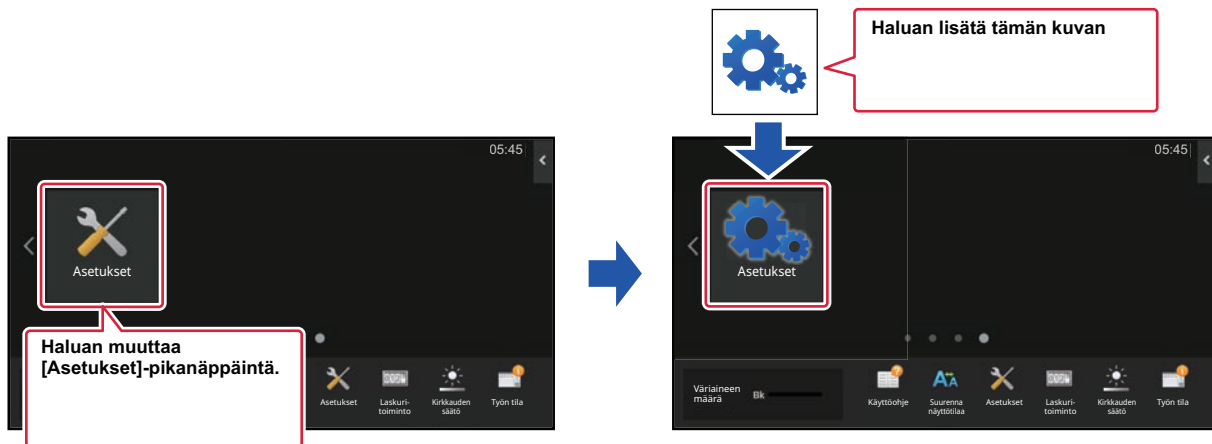 Haluan lisätä tämän kuvan
05:45
Asetukset
Haluan muuttaa
[Asetukset]-pikanäppäintä.
Asetukset
Laskuri-
toiminto
Kirkkauden
säätö
Työn tila
05:45
Asetukset
Väriaineen
määrä
Bk
Käyttöohje
Suurenna
näyttötilaa
Asetukset
Laskuri-
toiminto
Kirkkauden
säätö
Työn tila